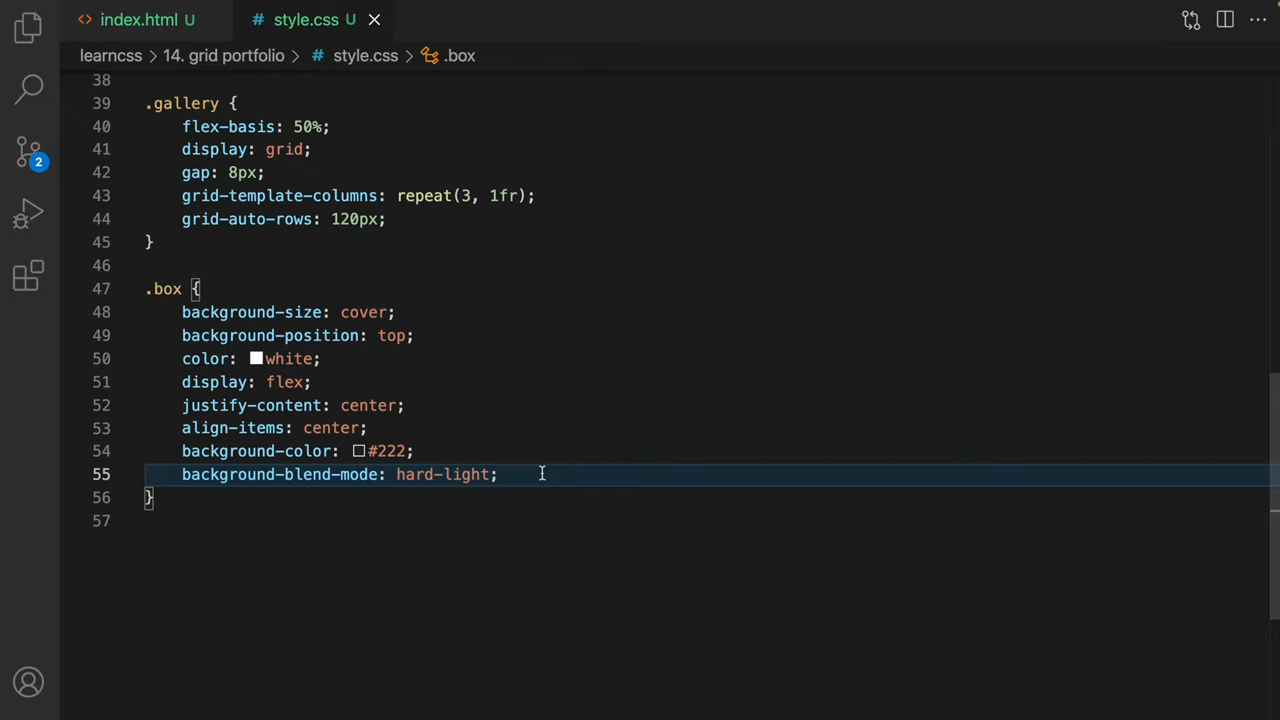 index.html U
# style.css U
learncss > 14. grid portfolio > # style.css > .box
38
39 .gallery {
40 flex-basis: 50%;
41 display: grid;
42 gap: 8px;
43 grid-template-columns: repeat(3, 1fr);
44 grid-auto-rows: 120px;
45 }
46
47 .box {
48 background-size: cover;
49 background-position: top;
50 color: white;
51 display: flex;
52 justify-content: center;
53 align-items: center;
54 background-color: #222;
55 background-blend-mode: hard-light;
56 }
57
2